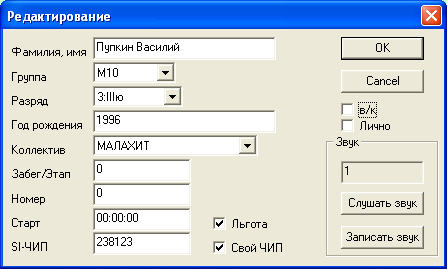 Редактирование
Фамилия, имя Пупкин Василий
OK
Группа М10
Cancel
Разряд 3:IIIю
в/к
Год рождения 1996
Лично
Коллектив МАЛАХИТ
Звук
Забег/Этап 0
1
Номер 0
Слушать звук
Старт 00:00:00
Льгота
SI-ЧИП 238123
Свой ЧИП
Записать звук